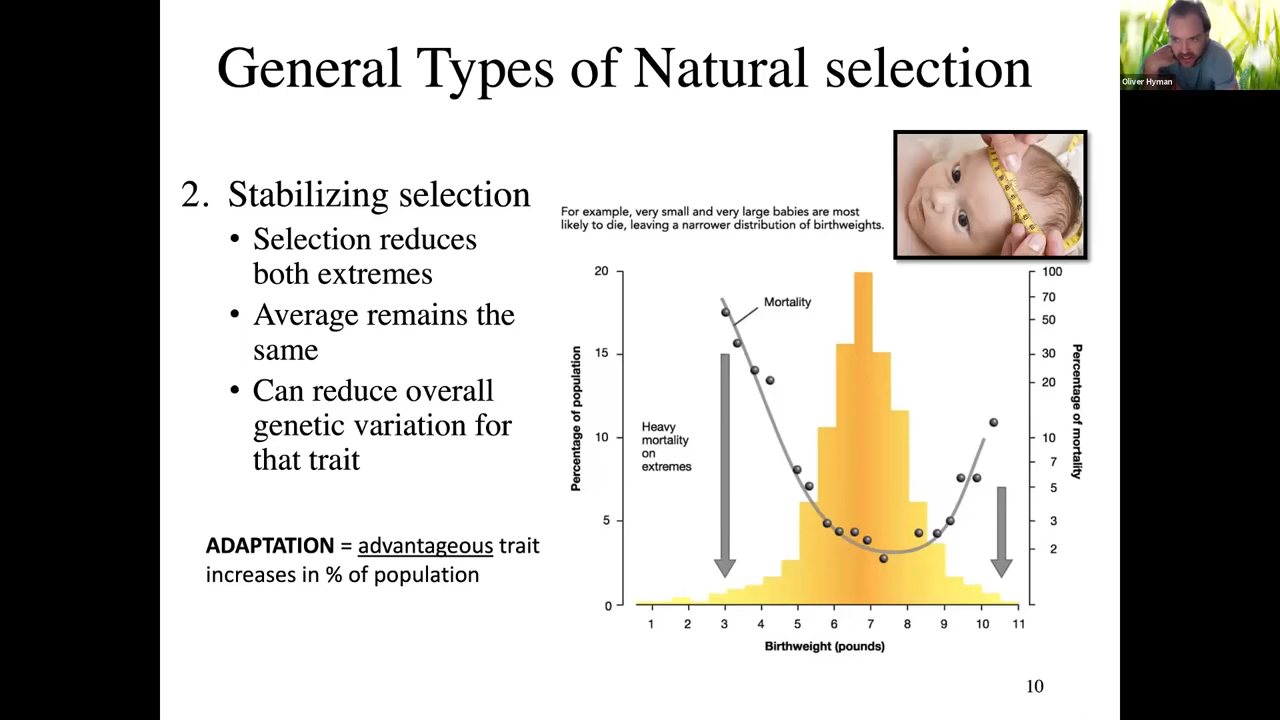 General Types of Natural selection
Oliver Hyman
2. Stabilizing selection
• Selection reduces
both extremes
• Average remains the
same
• Can reduce overall
genetic variation for
that trait
ADAPTATION = advantageous trait
increases in % of population
For example, very small and very large babies are most
likely to die, leaving a narrower distribution of birthweights.
Mortality
Heavy
mortality
on
extremes
Percentage of population
20
15
10
5
0
Percentage of mortality
100
70
50
30
20
10
7
5
3
2
1 2 3 4 5 6 7 8 9 10 11
Birthweight (pounds)
10